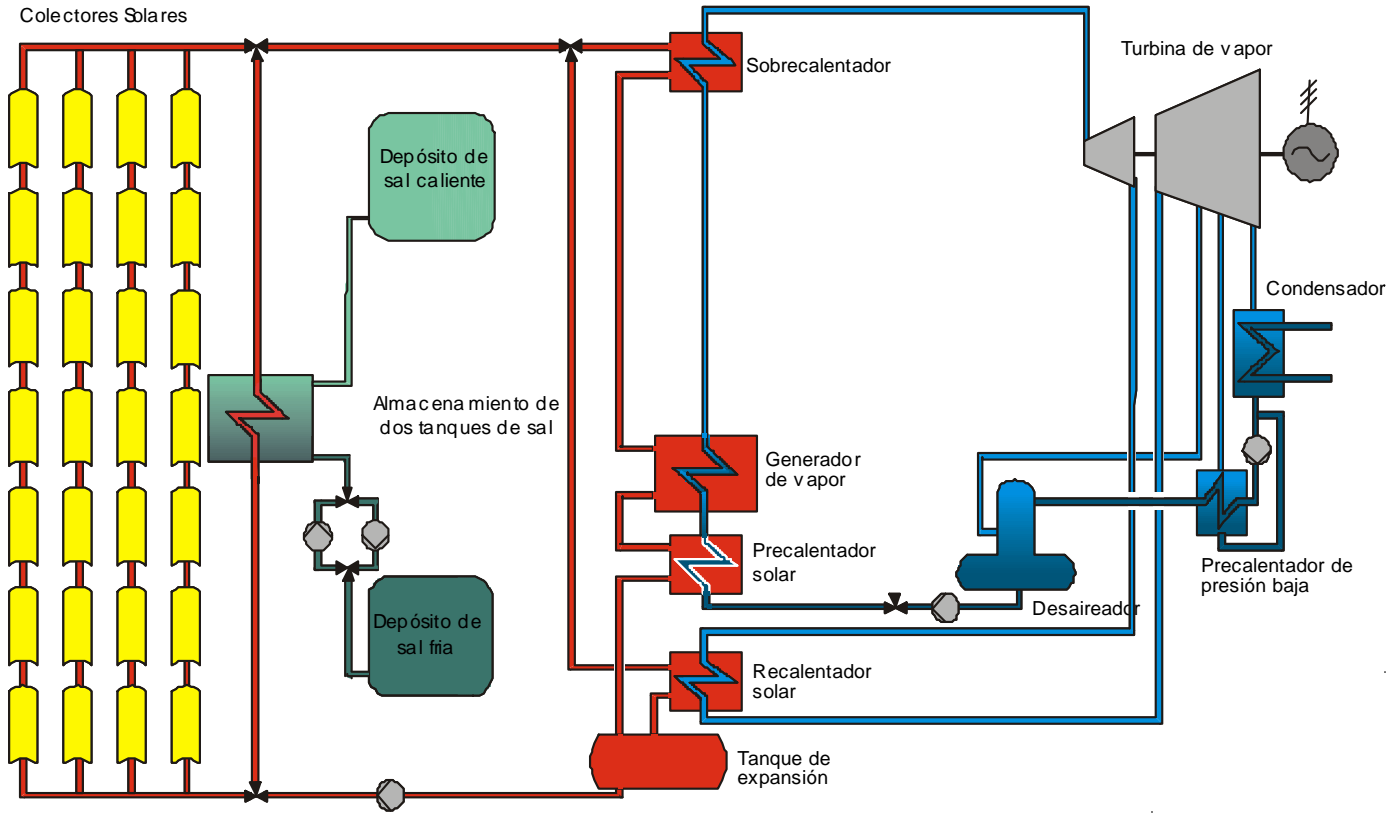 Colectores Solares
Turbina de vapor
Sobrecalentador
Depósito de
sal caliente
Condensador
Almacenamiento de
dos tanques de sal
Generador
de vapor
Precalentador
solar
Precalentador de
presión baja
Desaireador
Depósito de
sal fria
Recalentador
solar
Tanque de
expansión